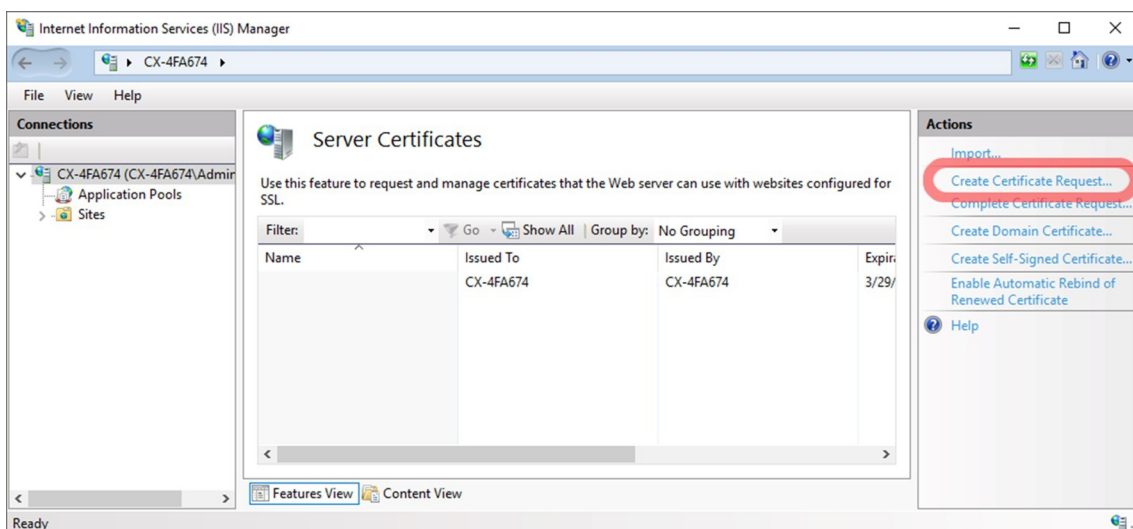 Internet Information Services (IIS) Manager
CX-4FA674
File View Help
Connections
CX-4FA674 (CX-4FA674\Admin
Application Pools
Sites
Server Certificates
Use this feature to request and manage certificates that the Web server can use with websites configured for
SSL.
Filter: Go Show All Group by: No Grouping
Name Issued To Issued By Expira
CX-4FA674 CX-4FA674 3/29/
Features View Content View
Actions
Import...
Create Certificate Request...
Complete Certificate Request...
Create Domain Certificate...
Create Self-Signed Certificate...
Enable Automatic Rebind of
Renewed Certificate
Help
Ready